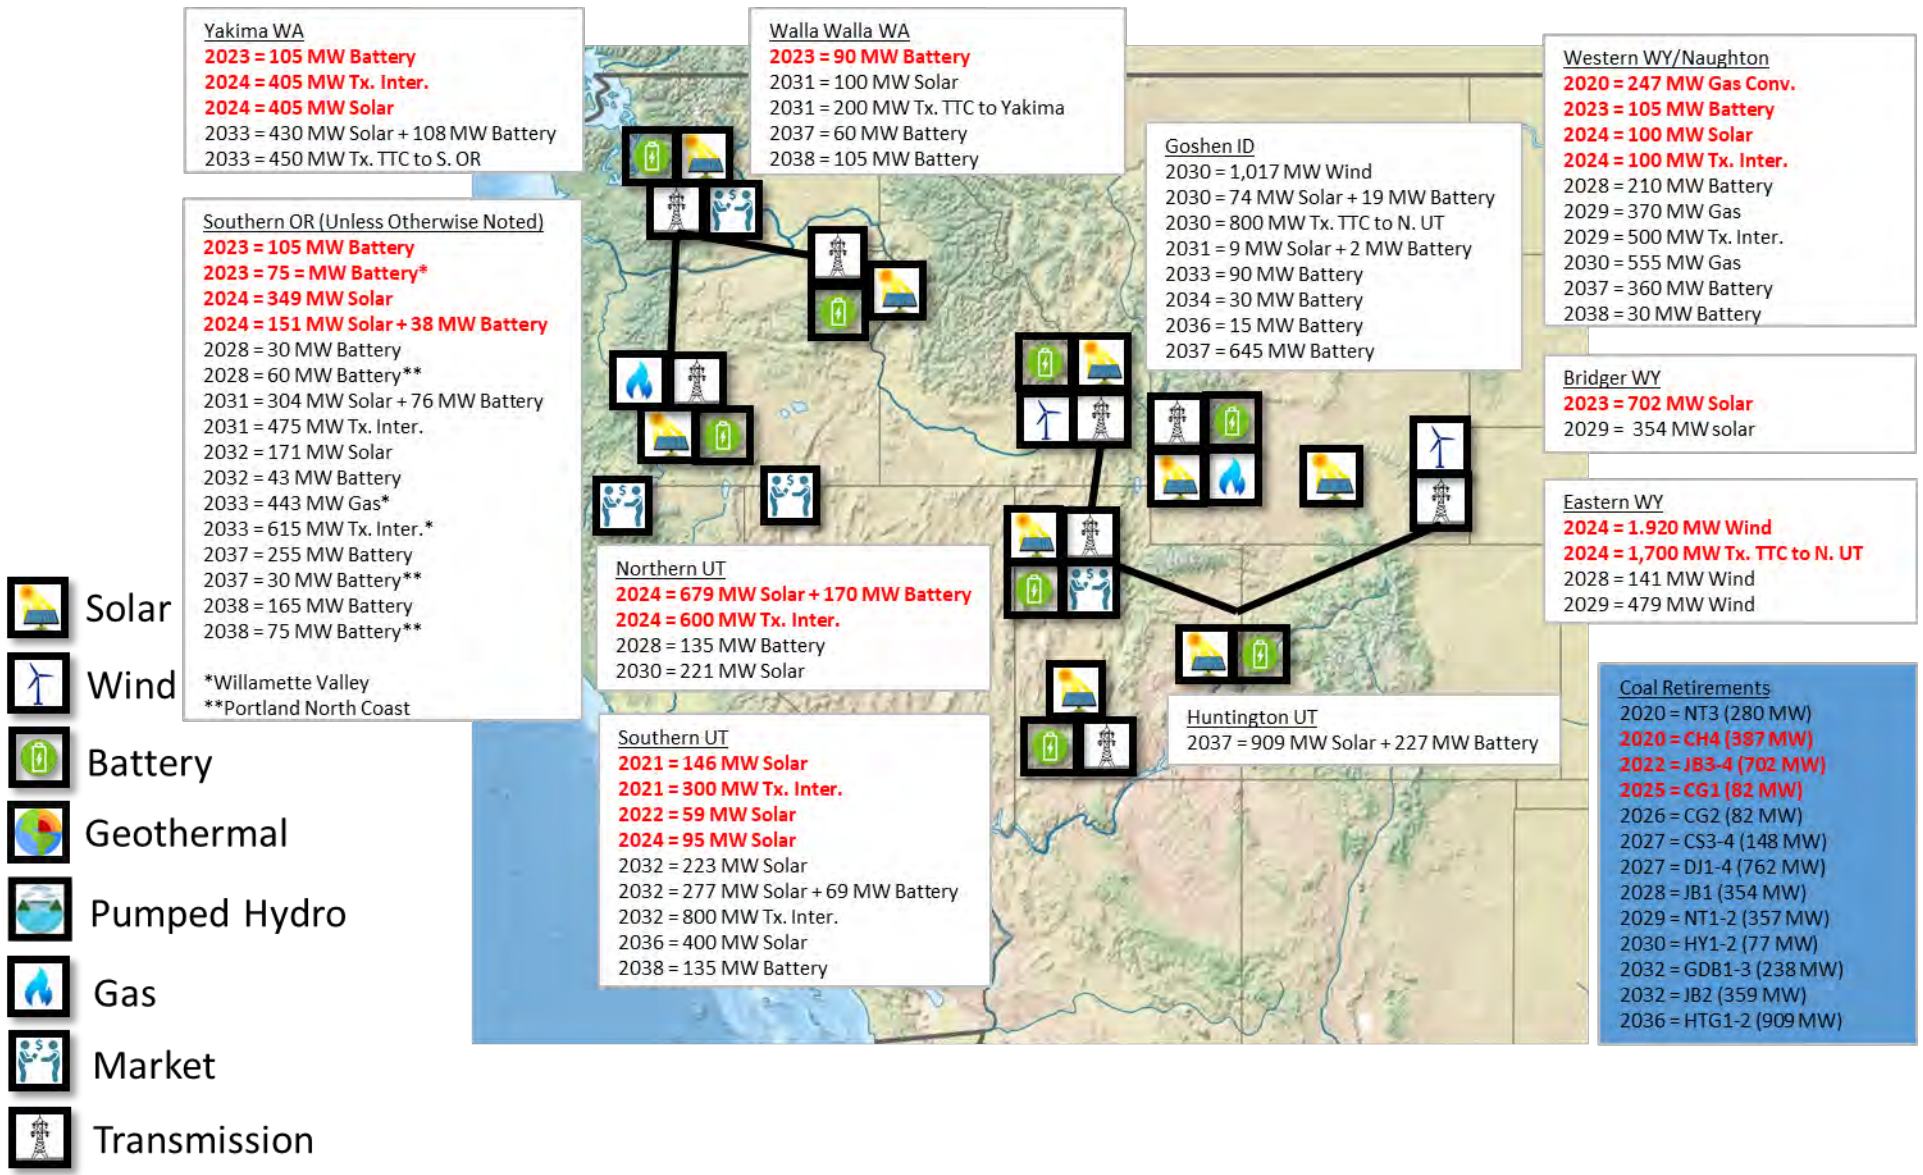 Yakima WA
2023 = 105 MW Battery
2024 = 405 MW Tx. Inter.
2024 = 405 MW Solar
2033 = 430 MW Solar + 108 MW Battery
2033 = 450 MW Tx. TTC to S. OR
Walla Walla WA
2023 = 90 MW Battery
2031 = 100 MW Solar
2031 = 200 MW Tx. TTC to Yakima
2037 = 60 MW Battery
2038 = 105 MW Battery
Goshen ID
2030 = 1,017 MW Wind
2030 = 74 MW Solar + 19 MW Battery
2030 = 800 MW Tx. TTC to N. UT
2031 = 9 MW Solar + 2 MW Battery
2033 = 90 MW Battery
2034 = 30 MW Battery
2036 = 15 MW Battery
2037 = 645 MW Battery
Western WY/Naughton
2020 = 247 MW Gas Conv.
2023 = 105 MW Battery
2024 = 100 MW Solar
2024 = 100 MW Tx. Inter.
2028 = 210 MW Battery
2029 = 370 MW Gas
2029 = 500 MW Tx. Inter.
2030 = 555 MW Gas
2037 = 360 MW Battery
2038 = 30 MW Battery
Southern OR (Unless Otherwise Noted)
2023 = 105 MW Battery
2023 = 75 = MW Battery*
2024 = 349 MW Solar
2024 = 151 MW Solar + 38 MW Battery
2028 = 30 MW Battery
2028 = 60 MW Battery**
2031 = 304 MW Solar + 76 MW Battery
2031 = 475 MW Tx. Inter.
2032 = 171 MW Solar
2032 = 43 MW Battery
2033 = 443 MW Gas*
2033 = 615 MW Tx. Inter.*
2037 = 255 MW Battery
2037 = 30 MW Battery**
2038 = 165 MW Battery
2038 = 75 MW Battery**
*Willamette Valley
**Portland North Coast
Bridger WY
2023 = 702 MW Solar
2029 = 354 MW solar
Eastern WY
2024 = 1.920 MW Wind
2024 = 1,700 MW Tx. TTC to N. UT
2028 = 141 MW Wind
2029 = 479 MW Wind
Northern UT
2024 = 679 MW Solar + 170 MW Battery
2024 = 600 MW Tx. Inter.
2028 = 135 MW Battery
2030 = 221 MW Solar
Southern UT
2021 = 146 MW Solar
2021 = 300 MW Tx. Inter.
2022 = 59 MW Solar
2024 = 95 MW Solar
2032 = 223 MW Solar
2032 = 277 MW Solar + 69 MW Battery
2032 = 800 MW Tx. Inter.
2036 = 400 MW Solar
2038 = 135 MW Battery
Huntington UT
2037 = 909 MW Solar + 227 MW Battery
Coal Retirements
2020 = NT3 (280 MW)
2020 = CH4 (387 MW)
2022 = JB3-4 (702 MW)
2025 = CG1 (82 MW)
2026 = CG2 (82 MW)
2027 = CS3-4 (148 MW)
2027 = DJ1-4 (762 MW)
2028 = JB1 (354 MW)
2029 = NT1-2 (357 MW)
2030 = HY1-2 (77 MW)
2032 = GDB1-3 (238 MW)
2032 = JB2 (359 MW)
2036 = HTG1-2 (909 MW)
Solar
Wind
Battery
Geothermal
Pumped Hydro
Gas
Market
Transmission